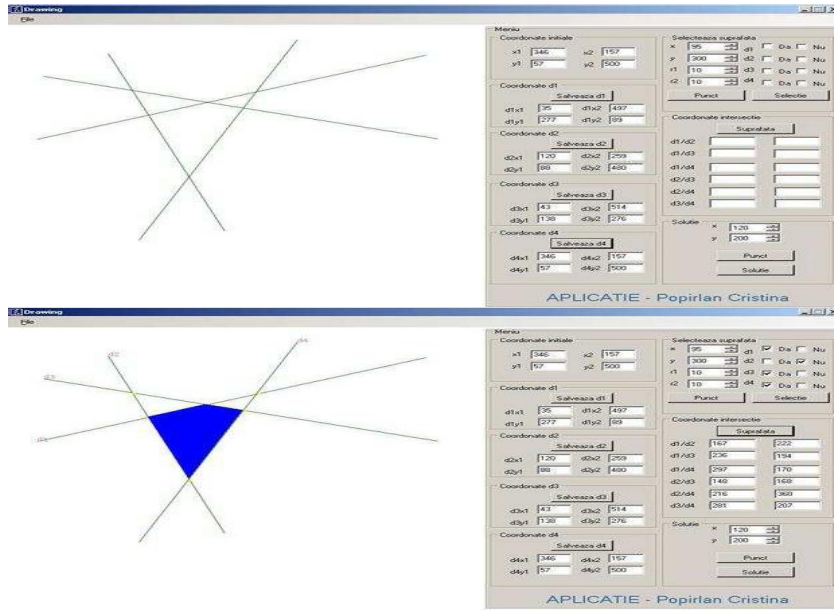 Drawing
File
Meniu
Coordonate initiale
x1 346 x2 157
y1 57 y2 500
Coordonate d1
Salveaza d1
d1x1 35 d1x2 497
d1y1 277 d1y2 89
Coordonate d2
Salveaza d2
d2x1 120 d2x2 259
d2y1 88 d2y2 480
Coordonate d3
Salveaza d3
d3x1 43 d3x2 514
d3y1 138 d3y2 276
Coordonate d4
Salveaza d4
d4x1 346 d4x2 157
d4y1 57 d4y2 500
Selecteaza suprafata
x 95 d1 Da Nu
y 300 d2 Da Nu
r1 10 d3 Da Nu
r2 10 d4 Da Nu
Punct Selectie
Coordonate intersectie
Suprafata
d1/d2
d1/d3
d1/d4
d2/d3
d2/d4
d3/d4
Solutie
x 120
y 200
Punct
Solutie
APLICATIE - Popirlan Cristina
Drawing
File
d2
d4
d3
d1
Meniu
Coordonate initiale
x1 346 x2 157
y1 57 y2 500
Coordonate d1
Salveaza d1
d1x1 35 d1x2 497
d1y1 277 d1y2 89
Coordonate d2
Salveaza d2
d2x1 120 d2x2 259
d2y1 88 d2y2 480
Coordonate d3
Salveaza d3
d3x1 43 d3x2 514
d3y1 138 d3y2 276
Coordonate d4
Salveaza d4
d4x1 346 d4x2 157
d4y1 57 d4y2 500
Selecteaza suprafata
x 95 d1 Da Nu
y 300 d2 Da Nu
r1 10 d3 Da Nu
r2 10 d4 Da Nu
Punct Selectie
Coordonate intersectie
Suprafata
d1/d2 167 222
d1/d3 236 194
d1/d4 297 170
d2/d3 148 168
d2/d4 216 368
d3/d4 281 207
Solutie
x 120
y 200
Punct
Solutie
APLICATIE - Popirlan Cristina